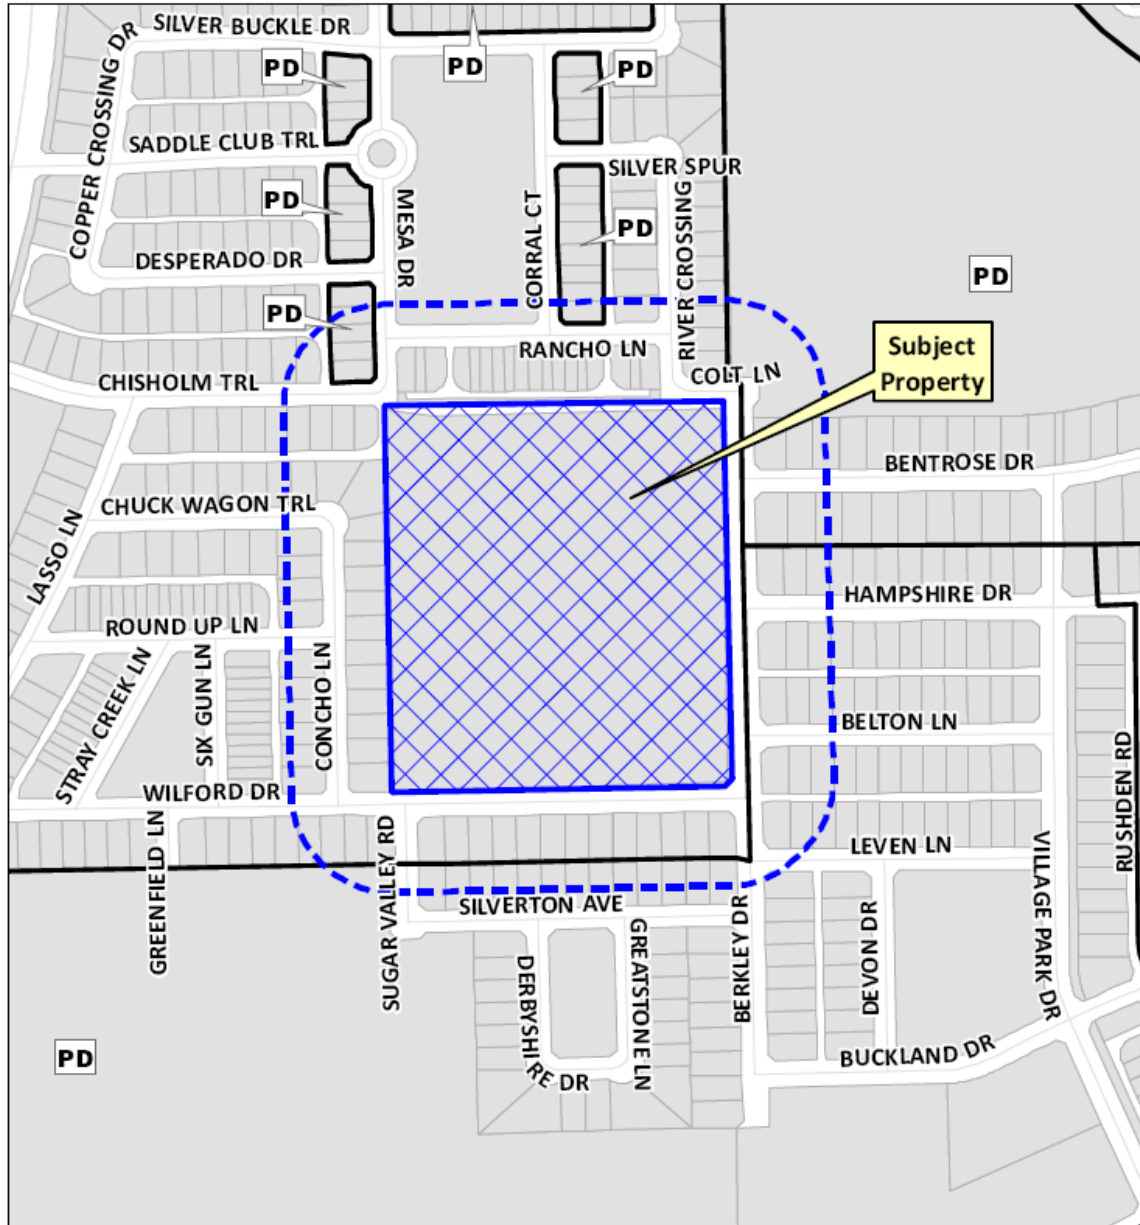 SILVER BUCKLE DR
PD
PD
PD
COPPER CROSSING DR
SADDLE CLUB TRL
SILVER SPUR
PD
MESA DR
CORRAL CT
RIVER CROSSING
PD
DESPERADO DR
PD
PD
RANCHO LN
Subject
Property
CHISHOLM TRL
COLT LN
BENTROSE DR
CHUCK WAGON TRL
LASSO LN
HAMPSHIRE DR
ROUND UP LN
STRAY CREEK LN
SIX GUN LN
CONCHO LN
BELTON LN
WILFORD DR
RUSHDEN RD
GREENFIELD LN
SUGAR VALLEY RD
LEVEN LN
SILVERTON AVE
VILLAGE PARK DR
BERKLEY DR
DEVON DR
DERBYSHIRE DR
GREATSTONE LN
BUCKLAND DR
PD